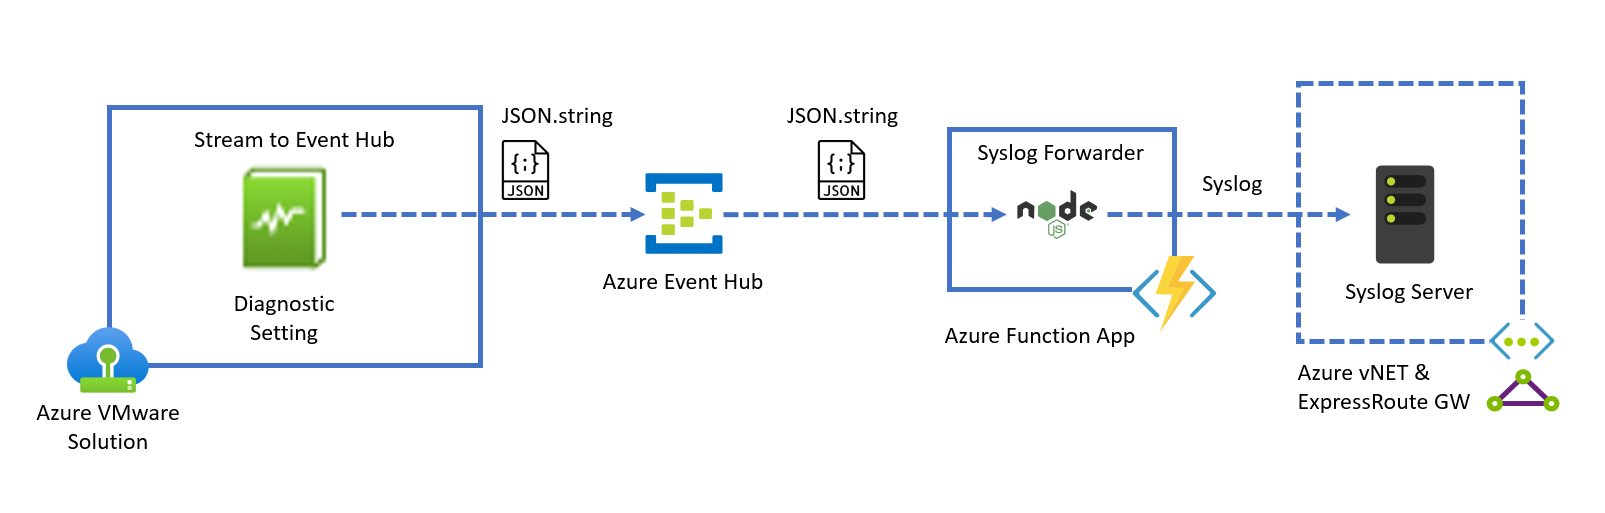 Stream to Event Hub
Diagnostic
Setting
Azure VMware
Solution
JSON.string
{;}
JSON
Azure Event Hub
JSON.string
{;}
JSON
Syslog Forwarder
node
JS
Azure Function App
Syslog
Syslog Server
Azure vNET &
ExpressRoute GW